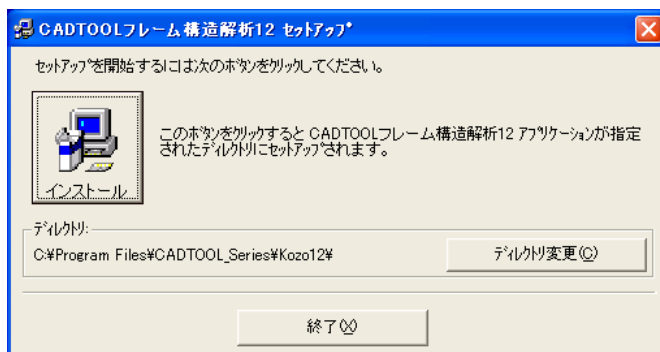 CADTOOLフレーム構造解析12 ｾｯﾄｱｯﾌﾟ
ｾｯﾄｱｯﾌﾟを開始するには次のﾎﾞﾀﾝをｸﾘｯｸしてください。
インストール
このﾎﾞﾀﾝをｸﾘｯｸすると CADTOOLフレーム構造解析12 ｱﾌﾟﾘｹｰｼｮﾝが指定
されたﾃﾞｨﾚｸﾄﾘにｾｯﾄｱｯﾌﾟされます。
ﾃﾞｨﾚｸﾄﾘ:
C:¥Program Files¥CADTOOL_Series¥Kozo12¥
ﾃﾞｨﾚｸﾄﾘ変更(C)
終了(X)